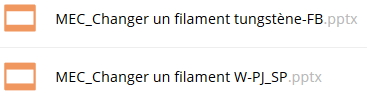 MEC_Changer un filament tungstène-FB.pptx
MEC_Changer un filament W-PJ_SP.pptx